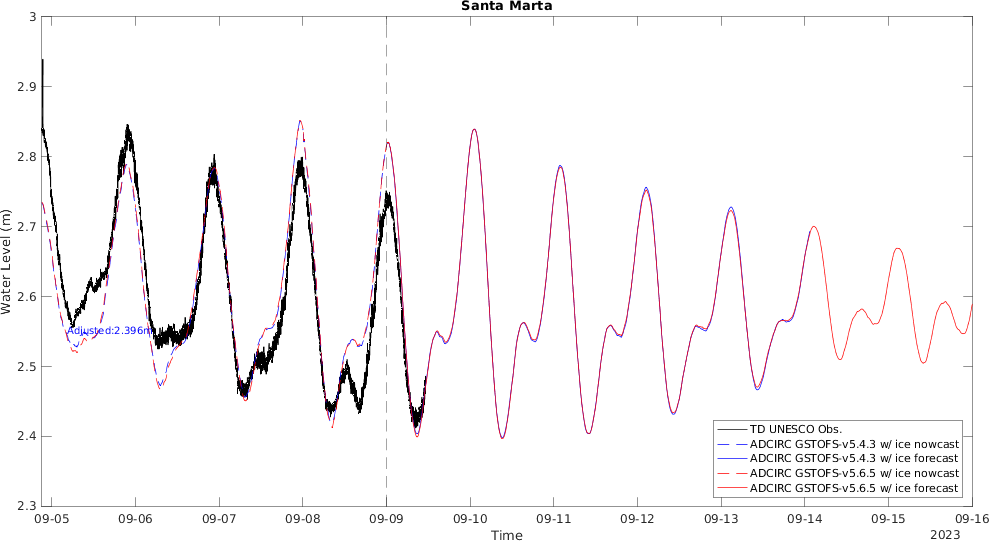 Santa Marta
3
2.9
2.8
2.7
2.6
2.5
2.4
2.3
Water Level (m)
Adjusted:2.396m
TD UNESCO Obs.
ADCIRC GSTOFS-v5.4.3 w/ ice nowcast
ADCIRC GSTOFS-v5.4.3 w/ ice forecast
ADCIRC GSTOFS-v5.6.5 w/ ice nowcast
ADCIRC GSTOFS-v5.6.5 w/ ice forecast
09-05 09-06 09-07 09-08 09-09 09-10 09-11 09-12 09-13 09-14 09-15 09-16
Time
2023